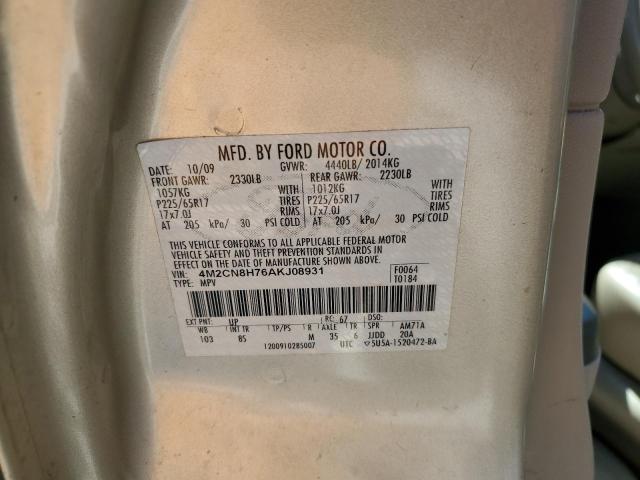 MFD. BY FORD MOTOR CO.
DATE: 10/09 GVWR: 4440LB/ 2014KG
FRONT GAWR: 2330LB REAR GAWR: 2230LB
1057KG WITH 1012KG WITH
P225/65R17 TIRES P225/65R17 TIRES
17x7.0J RIMS 17x7.0J RIMS
AT 205 kPa/ 30 PSI COLD AT 205 kPa/ 30 PSI COLD
THIS VEHICLE CONFORMS TO ALL APPLICABLE FEDERAL MOTOR
VEHICLE SAFETY AND THEFT PREVENTION STANDARDS IN
EFFECT ON THE DATE OF MANUFACTURE SHOWN ABOVE.
VIN: 4M2CN8H76AKJ08931 F0064
TYPE: MPV T0184
EXT PNT: UP RC: 67 DSO:
WB INT TR TP/PS R AXLE TR SPR AM71A
103 85 M 35 6 JJDD 20A
1200910285007 UTC ▽5U5A-1520472-BA